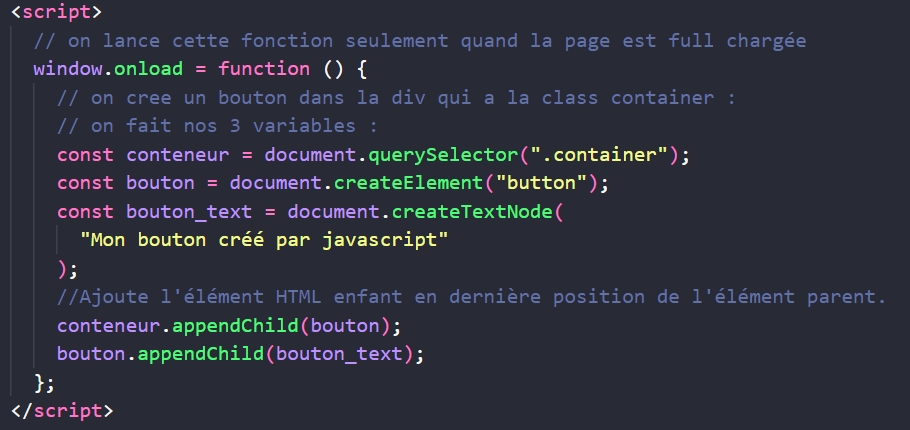 <script>
// on lance cette fonction seulement quand la page est full chargée
window.onload = function () {
// on cree un bouton dans la div qui a la class container :
// on fait nos 3 variables :
const conteneur = document.querySelector(".container");
const bouton = document.createElement("button");
const bouton_text = document.createTextNode(
"Mon bouton créé par javascript"
);
//Ajoute l'élément HTML enfant en dernière position de l'élément parent.
conteneur.appendChild(bouton);
bouton.appendChild(bouton_text);
};
</script>